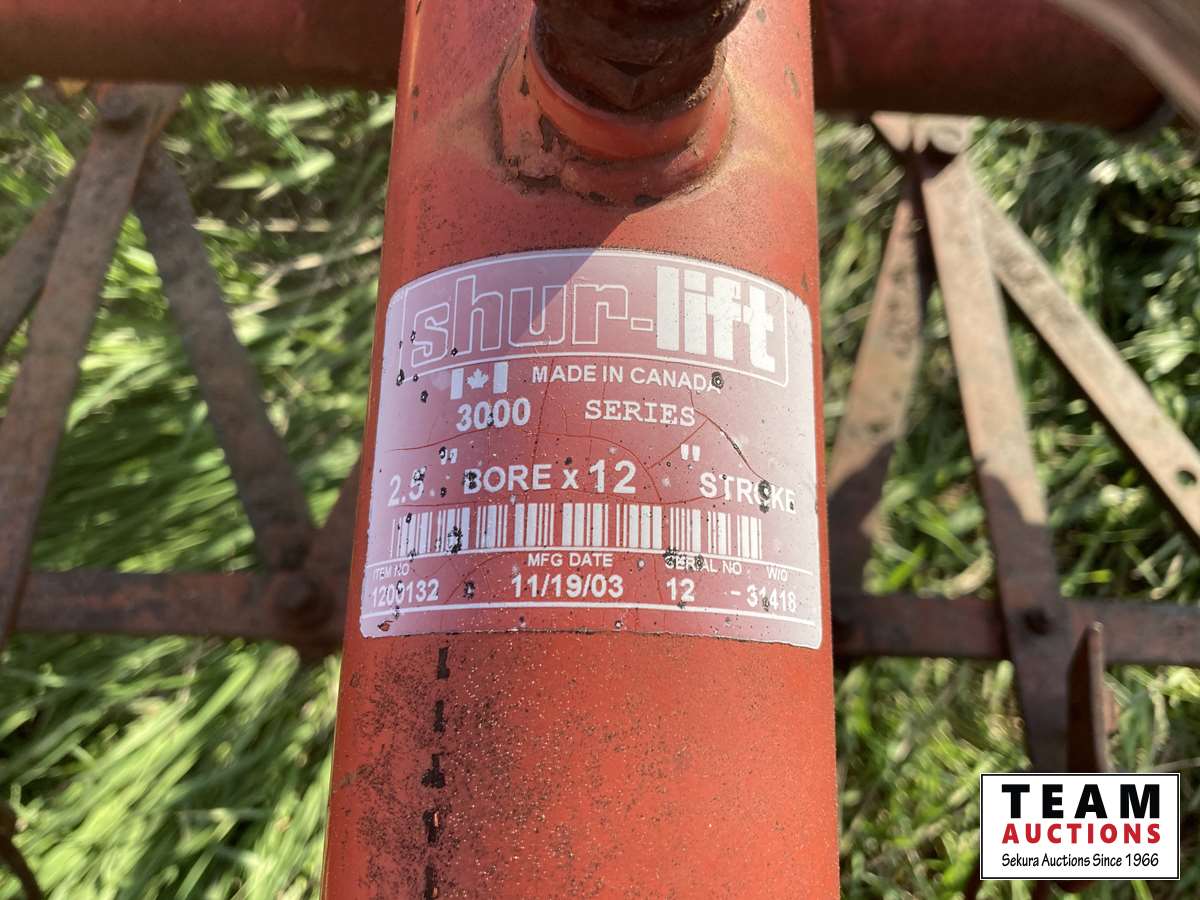 shur-lift
MADE IN CANADA
3000 SERIES
2.5" BORE x 12" STROKE
ITEM NO MFG DATE SERIAL NO W/O
1200132 11/19/03 12 - 31418
TEAM
AUCTIONS
Sekura Auctions Since 1966